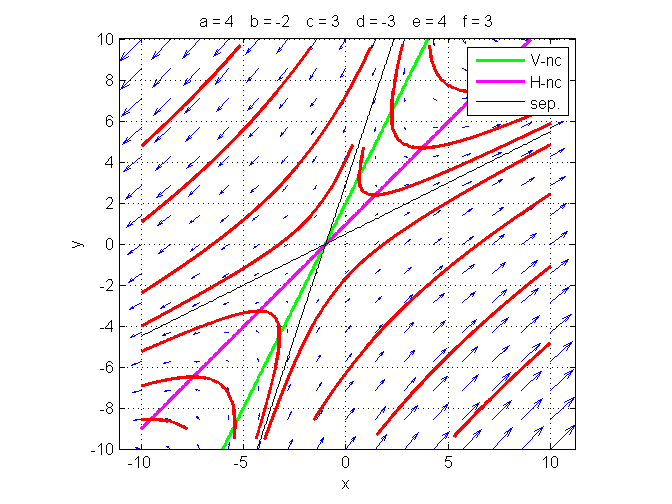 a = 4 b = -2 c = 3 d = -3 e = 4 f = 3
10
8
6
4
2
0
-2
-4
-6
-8
-10
y
V-nc
H-nc
sep.
-10 -5 0 5 10
x